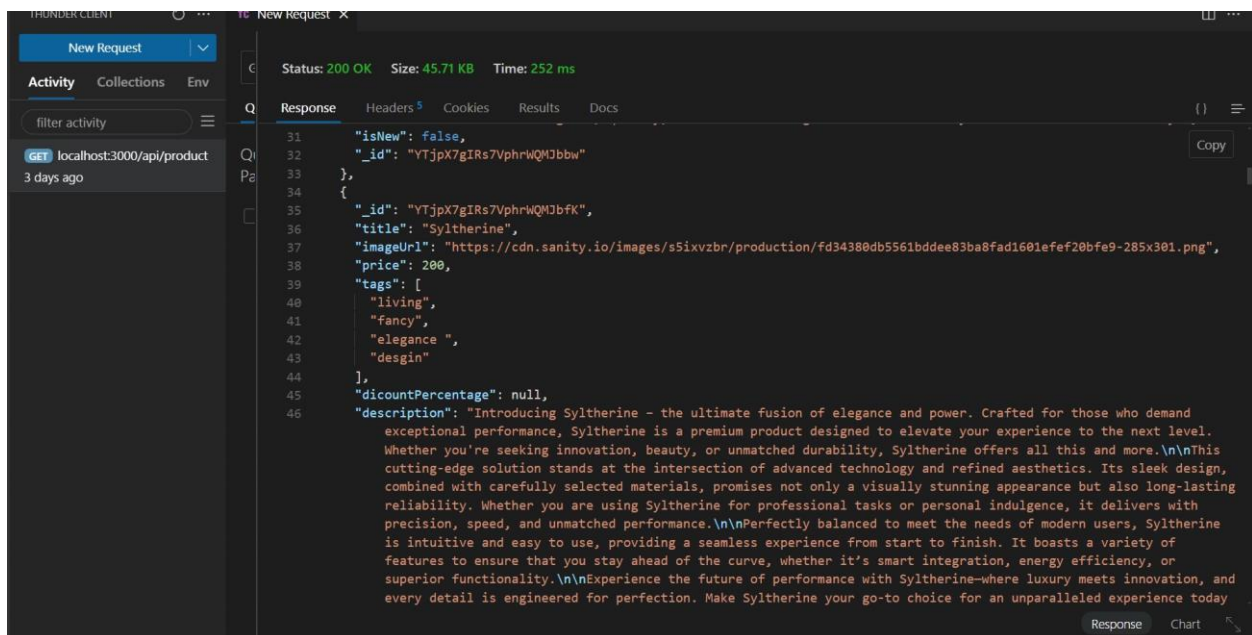 THUNDER CLIENT
TC New Request
New Request
Activity Collections Env
filter activity
GET localhost:3000/api/product
3 days ago
Status: 200 OK Size: 45.71 KB Time: 252 ms
Response Headers 5 Cookies Results Docs
{}
Copy
31 "isNew": false,
32 "_id": "YTjpX7gIRs7VphrWQMJbbw"
33 },
34 {
35 "_id": "YTjpX7gIRs7VphrWQMJbfK",
36 "title": "Syltherine",
37 "imageUrl": "https://cdn.sanity.io/images/s5ixvzbr/production/fd34380db5561bddee83ba8fad1601efef20bfe9-285x301.png",
38 "price": 200,
39 "tags": [
40 "living",
41 "fancy",
42 "elegance ",
43 "desgin"
44 ],
45 "dicountPercentage": null,
46 "description": "Introducing Syltherine – the ultimate fusion of elegance and power. Crafted for those who demand
exceptional performance, Syltherine is a premium product designed to elevate your experience to the next level.
Whether you're seeking innovation, beauty, or unmatched durability, Syltherine offers all this and more.\n\nThis
cutting-edge solution stands at the intersection of advanced technology and refined aesthetics. Its sleek design,
combined with carefully selected materials, promises not only a visually stunning appearance but also long-lasting
reliability. Whether you are using Syltherine for professional tasks or personal indulgence, it delivers with
precision, speed, and unmatched performance.\n\nPerfectly balanced to meet the needs of modern users, Syltherine
is intuitive and easy to use, providing a seamless experience from start to finish. It boasts a variety of
features to ensure that you stay ahead of the curve, whether it’s smart integration, energy efficiency, or
superior functionality.\n\nExperience the future of performance with Syltherine—where luxury meets innovation, and
every detail is engineered for perfection. Make Syltherine your go-to choice for an unparalleled experience today
Response Chart